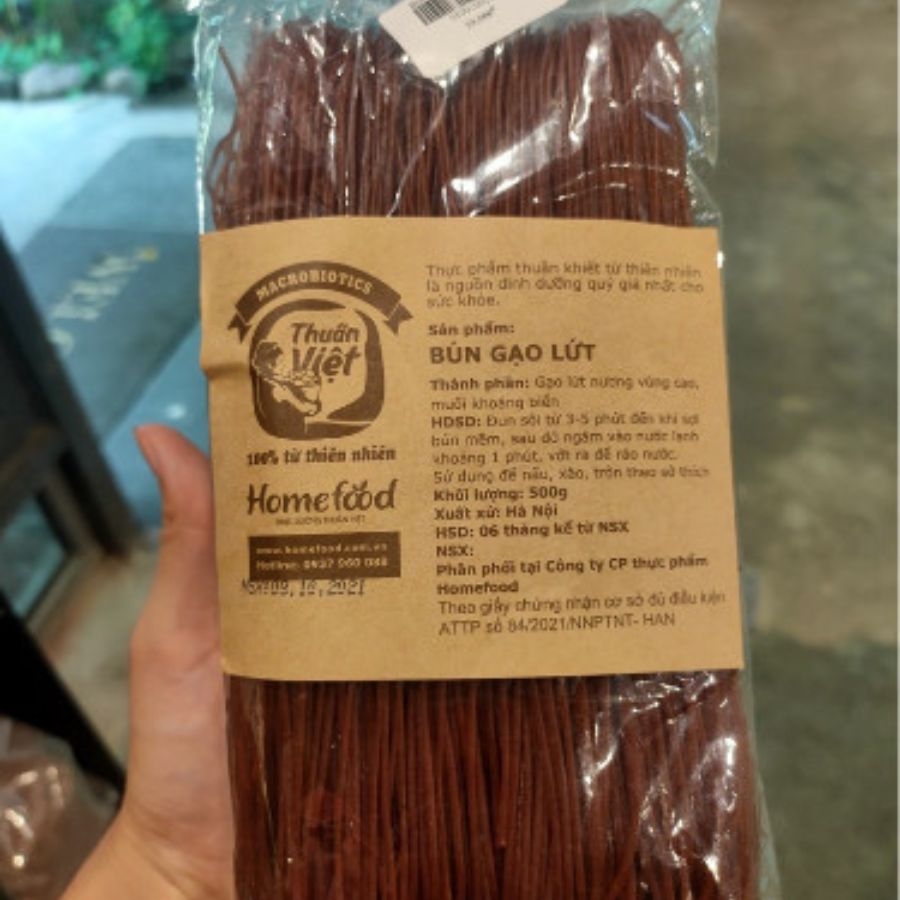 MACROBIOTICS
Thuần
Việt
100% từ thiên nhiên
Homefood
www.homefood.com.vn
NSX:09,10,2021
Thực phẩm thuần khiết từ thiên nhiên
là nguồn dinh dưỡng quý giá nhất cho
sức khỏe.
Sản phẩm:
BÚN GẠO LỨT
Thành phần: Gạo lứt nương vùng cao,
muối khoáng biển
HDSD: Đun sôi từ 3-5 phút đến khi sợi
bún mềm, sau đó ngâm vào nước lạnh
khoảng 1 phút, vớt ra để ráo nước.
Sử dụng để nấu, xào, trộn theo sở thích
Khối lượng: 500g
Xuất xứ: Hà Nội
HSD: 06 tháng kể từ NSX
NSX:
Phân phối tại Công ty CP thực phẩm
Homefood
Theo giấy chứng nhận cơ sở đủ điều kiện
ATTP số 84/2021/NNPTNT- HAN